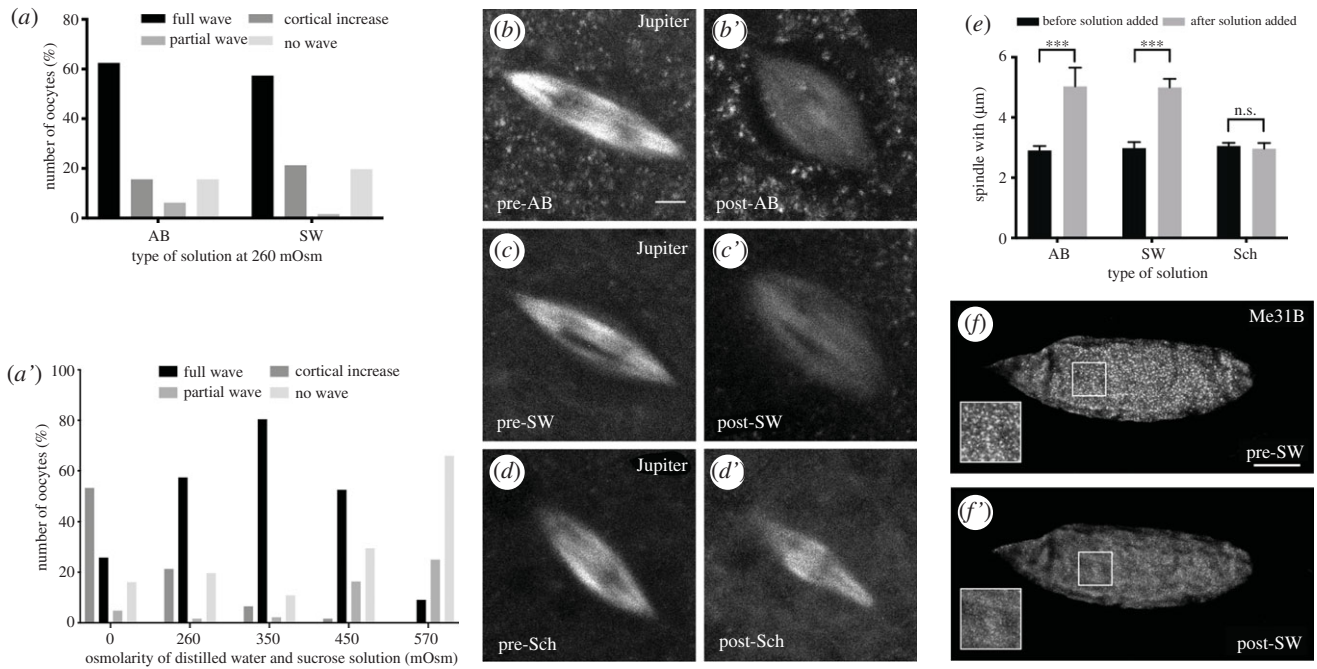 (a)
full wave
cortical increase
partial wave
no wave
number of oocytes (%)
60
40
20
0
AB
SW
type of solution at 260 mOsm
(a')
full wave
cortical increase
partial wave
no wave
number of oocytes (%)
100
80
60
40
20
0
0
260
350
450
570
osmolarity of distilled water and sucrose solution (mOsm)
(b)
Jupiter
pre-AB
(b')
post-AB
(c)
Jupiter
pre-SW
(c')
post-SW
(d)
Jupiter
pre-Sch
(d')
post-Sch
(e)
before solution added
after solution added
***
***
n.s.
spindle with (µm)
6
4
2
0
AB
SW
Sch
type of solution
(f)
Me31B
pre-SW
(f')
post-SW